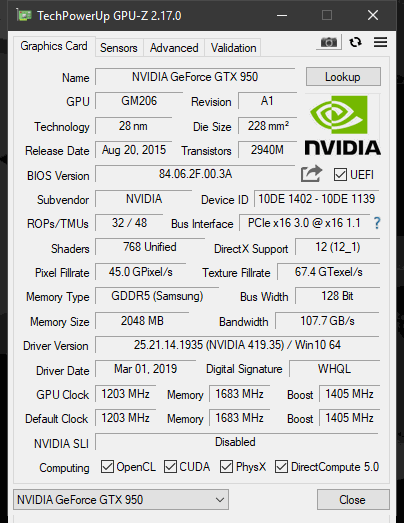 TechPowerUp GPU-Z 2.17.0
Graphics Card Sensors Advanced Validation
Name NVIDIA GeForce GTX 950 Lookup
GPU GM206 Revision A1
Technology 28 nm Die Size 228 mm²
Release Date Aug 20, 2015 Transistors 2940M
NVIDIA
BIOS Version 84.06.2F.00.3A UEFI
Subvendor NVIDIA Device ID 10DE 1402 - 10DE 1139
ROPs/TMUs 32 / 48 Bus Interface PCIe x16 3.0 @ x16 1.1 ?
Shaders 768 Unified DirectX Support 12 (12_1)
Pixel Fillrate 45.0 GPixel/s Texture Fillrate 67.4 GTexel/s
Memory Type GDDR5 (Samsung) Bus Width 128 Bit
Memory Size 2048 MB Bandwidth 107.7 GB/s
Driver Version 25.21.14.1935 (NVIDIA 419.35) / Win10 64
Driver Date Mar 01, 2019 Digital Signature WHQL
GPU Clock 1203 MHz Memory 1683 MHz Boost 1405 MHz
Default Clock 1203 MHz Memory 1683 MHz Boost 1405 MHz
NVIDIA SLI Disabled
Computing OpenCL CUDA PhysX DirectCompute 5.0
NVIDIA GeForce GTX 950 Close